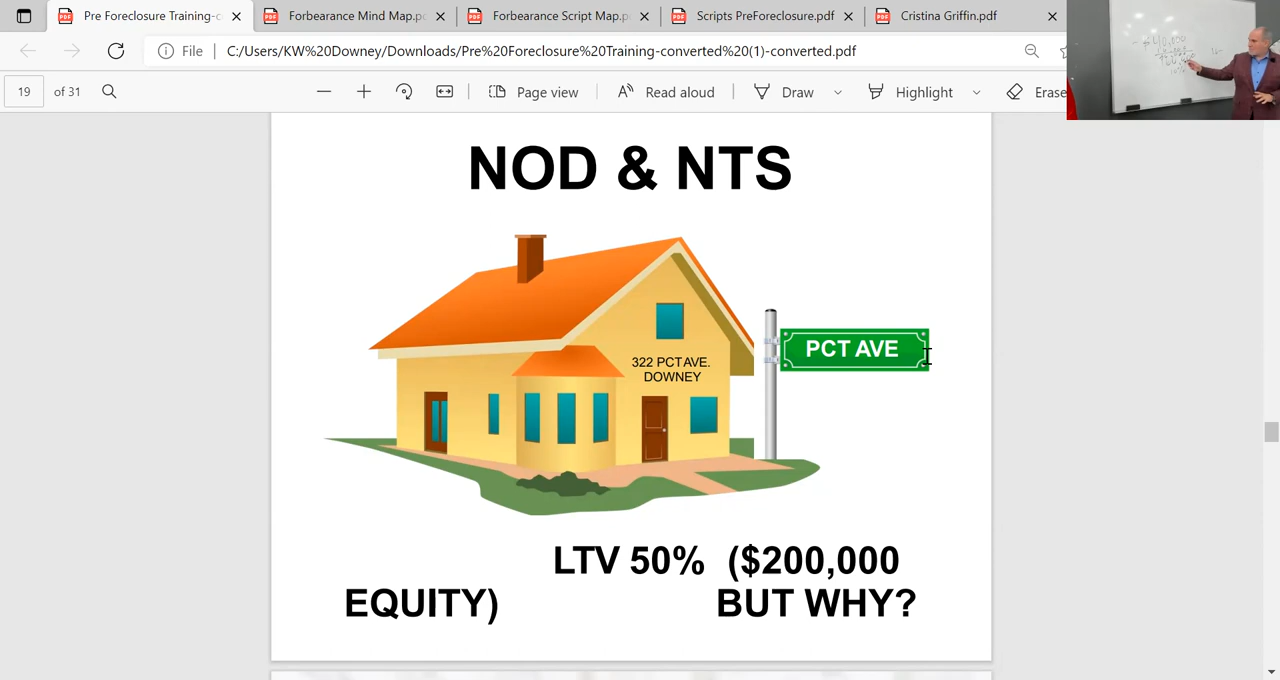 Pre Foreclosure Training-c
Forbearance Mind Map.pc
Forbearance Script Map.p
Scripts PreForeclosure.pdf
Cristina Griffin.pdf
File C:/Users/KW%20Downey/Downloads/Pre%20Foreclosure%20Training-converted%20(1)-converted.pdf
19 of 31 Page view Read aloud Draw Highlight Erase
NOD & NTS
322 PCT AVE.
DOWNEY
PCT AVE
LTV 50% ($200,000
EQUITY) BUT WHY?